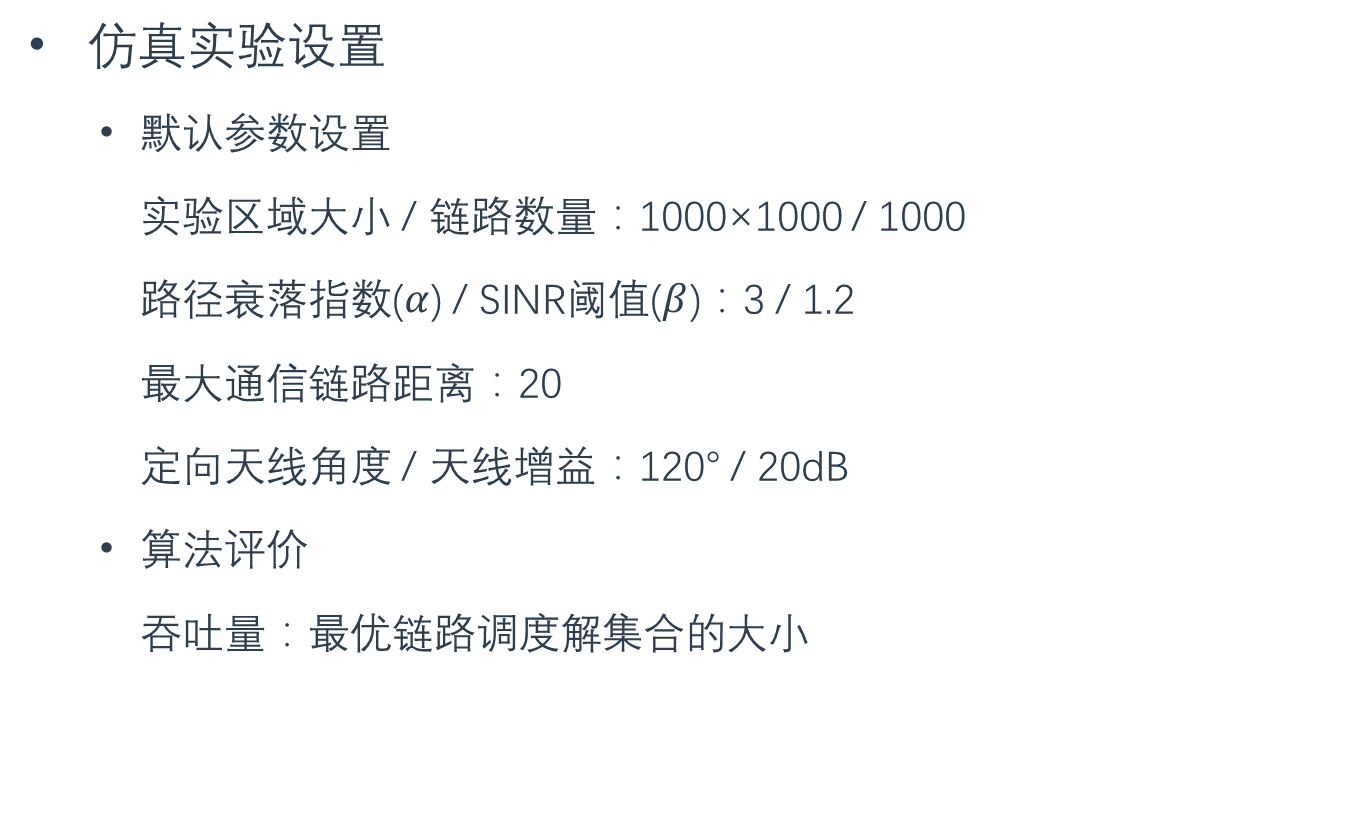 • 仿真实验设置
• 默认参数设置
实验区域大小 / 链路数量：1000×1000 / 1000
路径衰落指数(α) / SINR阈值(β)：3 / 1.2
最大通信链路距离：20
定向天线角度 / 天线增益：120° / 20dB
• 算法评价
吞吐量：最优链路调度解集合的大小